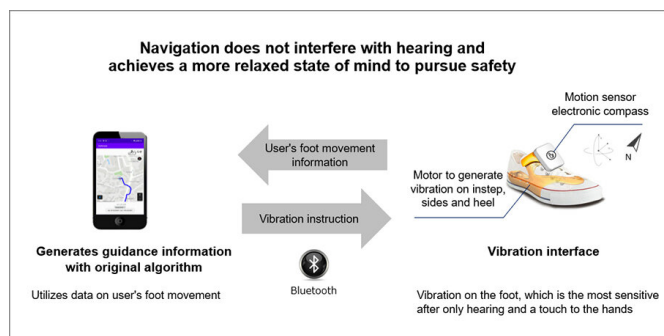 Navigation does not interfere with hearing and
achieves a more relaxed state of mind to pursue safety
Motion sensor
electronic compass
User's foot movement
information
N
Motor to generate
vibration on instep,
sides and heel
Vibration instruction
Generates guidance information
with original algorithm
Bluetooth
Vibration interface
Utilizes data on user's foot movement
Vibration on the foot, which is the most sensitive
after only hearing and a touch to the hands